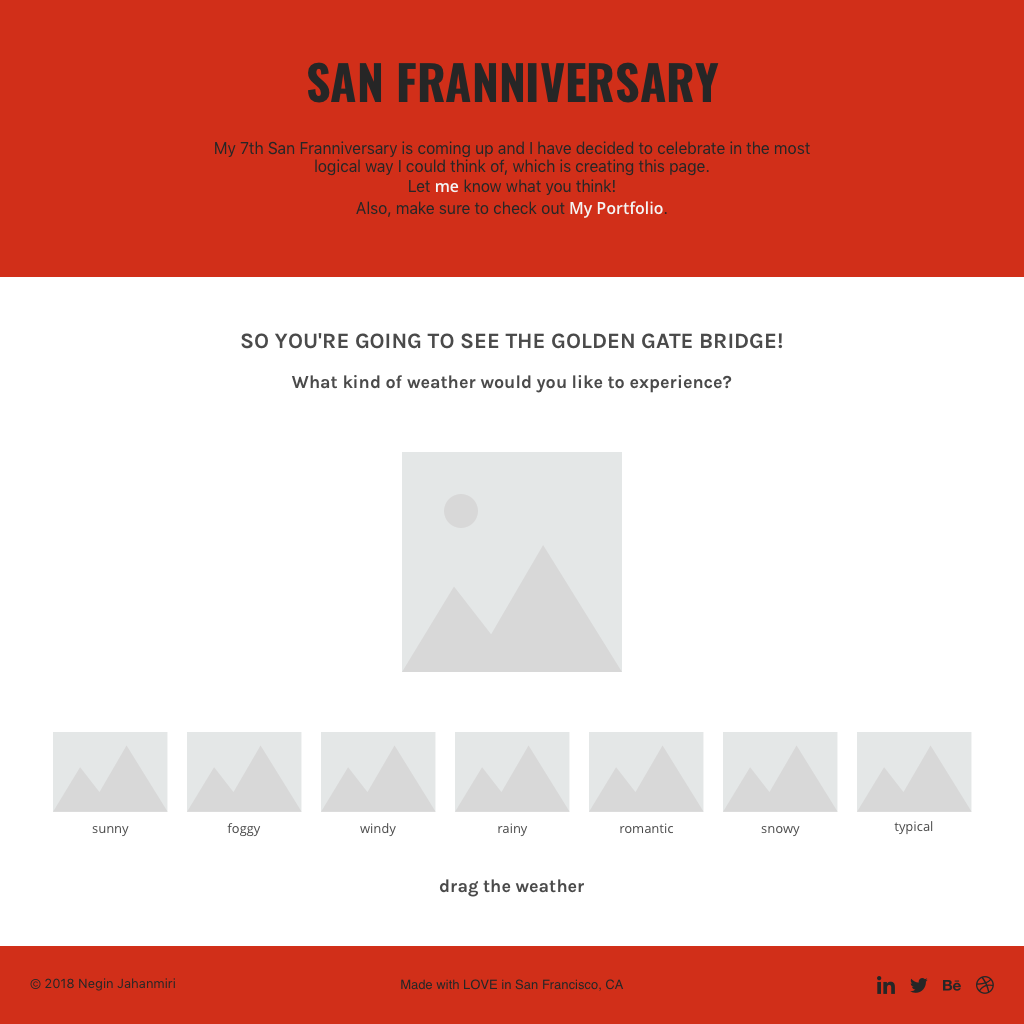 SAN FRANNIVERSARY
My 7th San Franniversary is coming up and I have decided to celebrate in the most
logical way I could think of, which is creating this page.
Let me know what you think!
Also, make sure to check out My Portfolio.
SO YOU'RE GOING TO SEE THE GOLDEN GATE BRIDGE!
What kind of weather would you like to experience?
sunny
foggy
windy
rainy
romantic
snowy
typical
drag the weather
© 2018 Negin Jahanmiri
Made with LOVE in San Francisco, CA
in
Bē